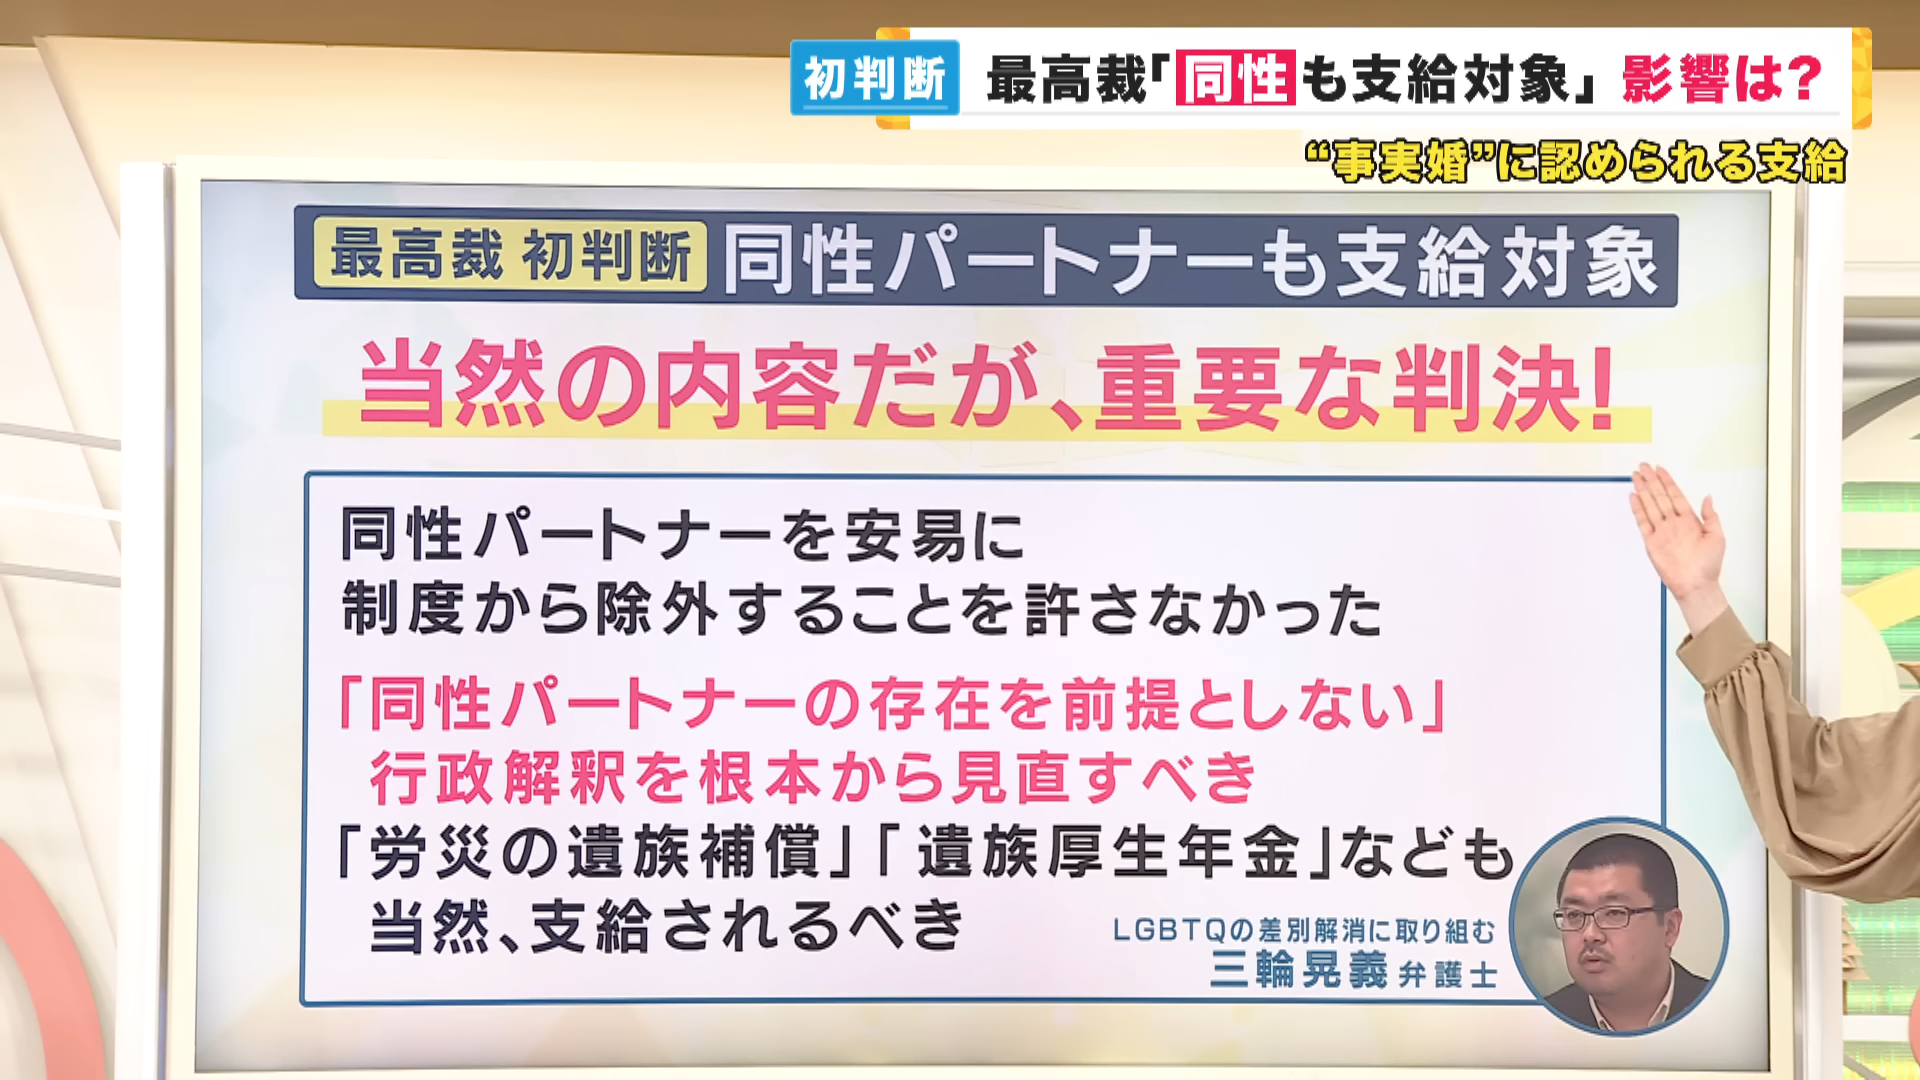 初判断 最高裁「同性も支給対象」影響は?
“事実婚”に認められる支給
最高裁 初判断 同性パートナーも支給対象
当然の内容だが、重要な判決!
同性パートナーを安易に
制度から除外することを許さなかった
「同性パートナーの存在を前提としない」
行政解釈を根本から見直すべき
「労災の遺族補償」「遺族厚生年金」なども
当然、支給されるべき
LGBTQの差別解消に取り組む
三輪晃義 弁護士